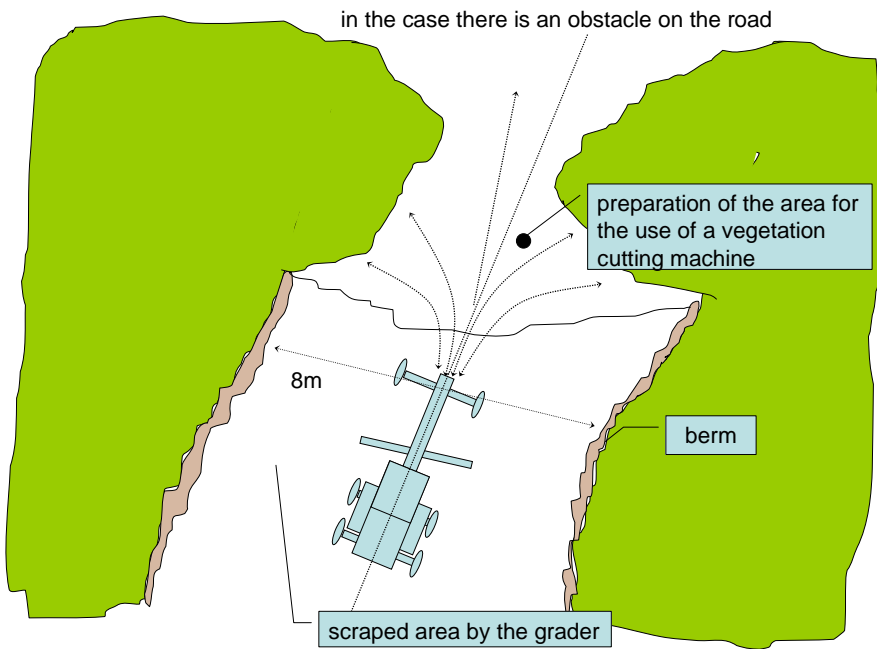 in the case there is an obstacle on the road
preparation of the area for
the use of a vegetation
cutting machine
8m
berm
scraped area by the grader